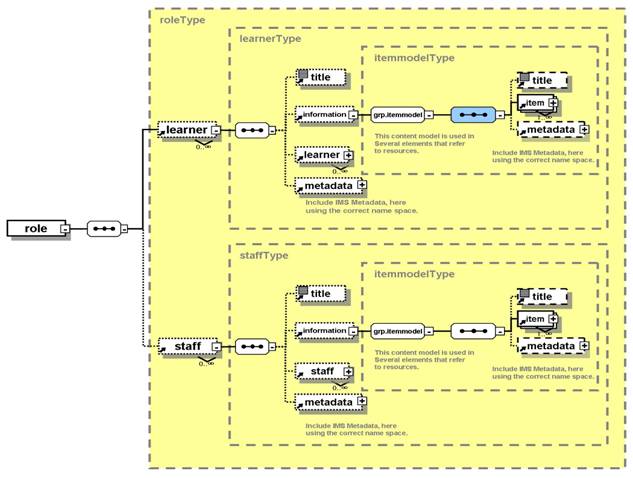 roleType
learnerType
itemmodelType
title
title
information
grp.itemmodel
item
learner
learner
metadata
0..∞
This content model is used in
Several elements that refer
to resources.
Include IMS Metadata, here
using the correct name space.
0..∞
metadata
Include IMS Metadata, here
using the correct name space.
role
staffType
itemmodelType
title
title
information
grp.itemmodel
item
staff
metadata
0..∞
This content model is used in
Several elements that refer
to resources.
Include IMS Metadata, here
using the correct name space.
staff
0..∞
metadata
Include IMS Metadata, here
using the correct name space.